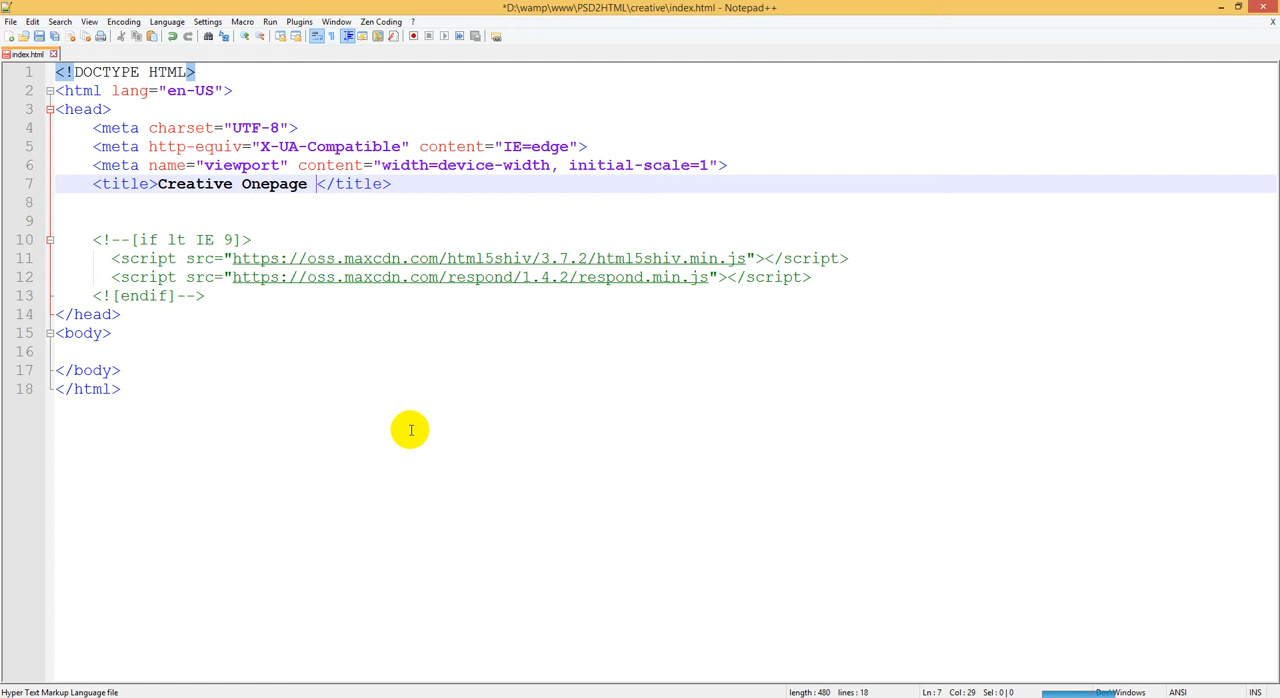 *D:\wamp\www\PSD2HTML\creative\index.html - Notepad++
File Edit Search View Encoding Language Settings Macro Run Plugins Window Zen Coding ? X
index.html
1 <!DOCTYPE HTML>
2 <html lang="en-US">
3 <head>
4 <meta charset="UTF-8">
5 <meta http-equiv="X-UA-Compatible" content="IE=edge">
6 <meta name="viewport" content="width=device-width, initial-scale=1">
7 <title>Creative Onepage </title>
8
9
10 <!--[if lt IE 9]>
11 <script src="https://oss.maxcdn.com/html5shiv/3.7.2/html5shiv.min.js"></script>
12 <script src="https://oss.maxcdn.com/respond/1.4.2/respond.min.js"></script>
13 <![endif]-->
14 </head>
15 <body>
16
17 </body>
18 </html>
Hyper Text Markup Language file length : 480 lines : 18 Ln : 7 Col : 29 Sel : 0 | 0 Dos\Windows ANSI INS